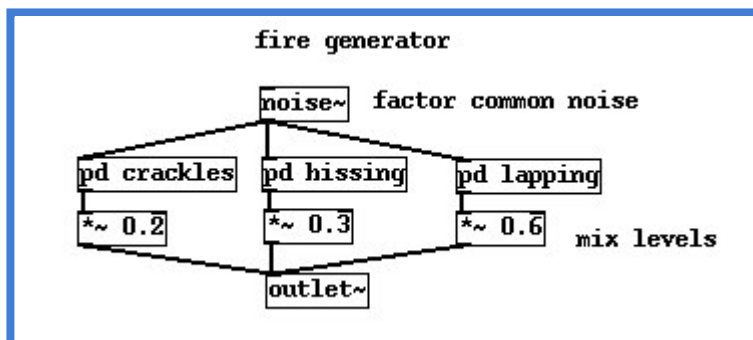 fire generator
noise~ factor common noise
pd crackles pd hissing pd lapping
*~ 0.2 *~ 0.3 *~ 0.6 mix levels
outlet~